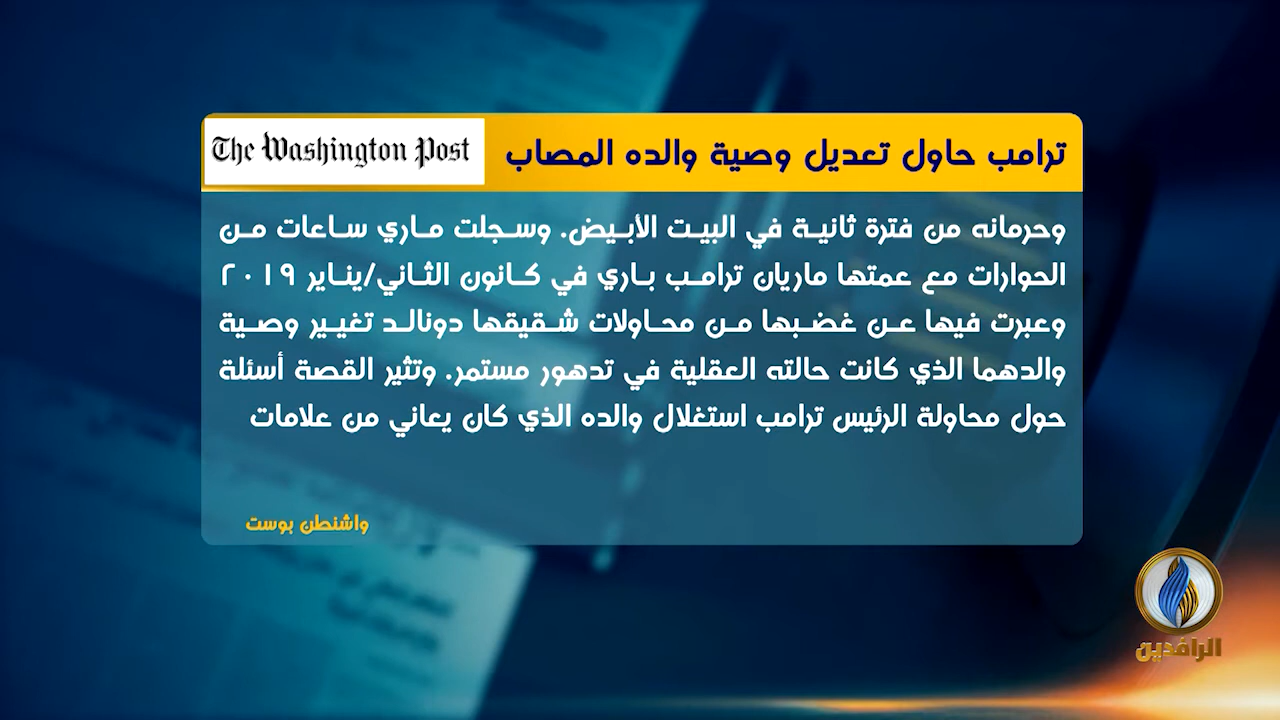 ترامب حاول تعديل وصية والده المصاب
The Washington Post
وحرمانه من فترة ثانية في البيت الأبيض. وسجلت ماري ساعات من
الحوارات مع عمتها ماريان ترامب باري في كانون الثاني/يناير ٢٠١٩
وعبرت فيها عن غضبها من محاولات شقيقها دونالد تغيير وصية
والدهما الذي كانت حالته العقلية في تدهور مستمر. وتثير القصة أسئلة
حول محاولة الرئيس ترامب استغلال والده الذي كان يعاني من علامات
واشنطن بوست
الرافدين